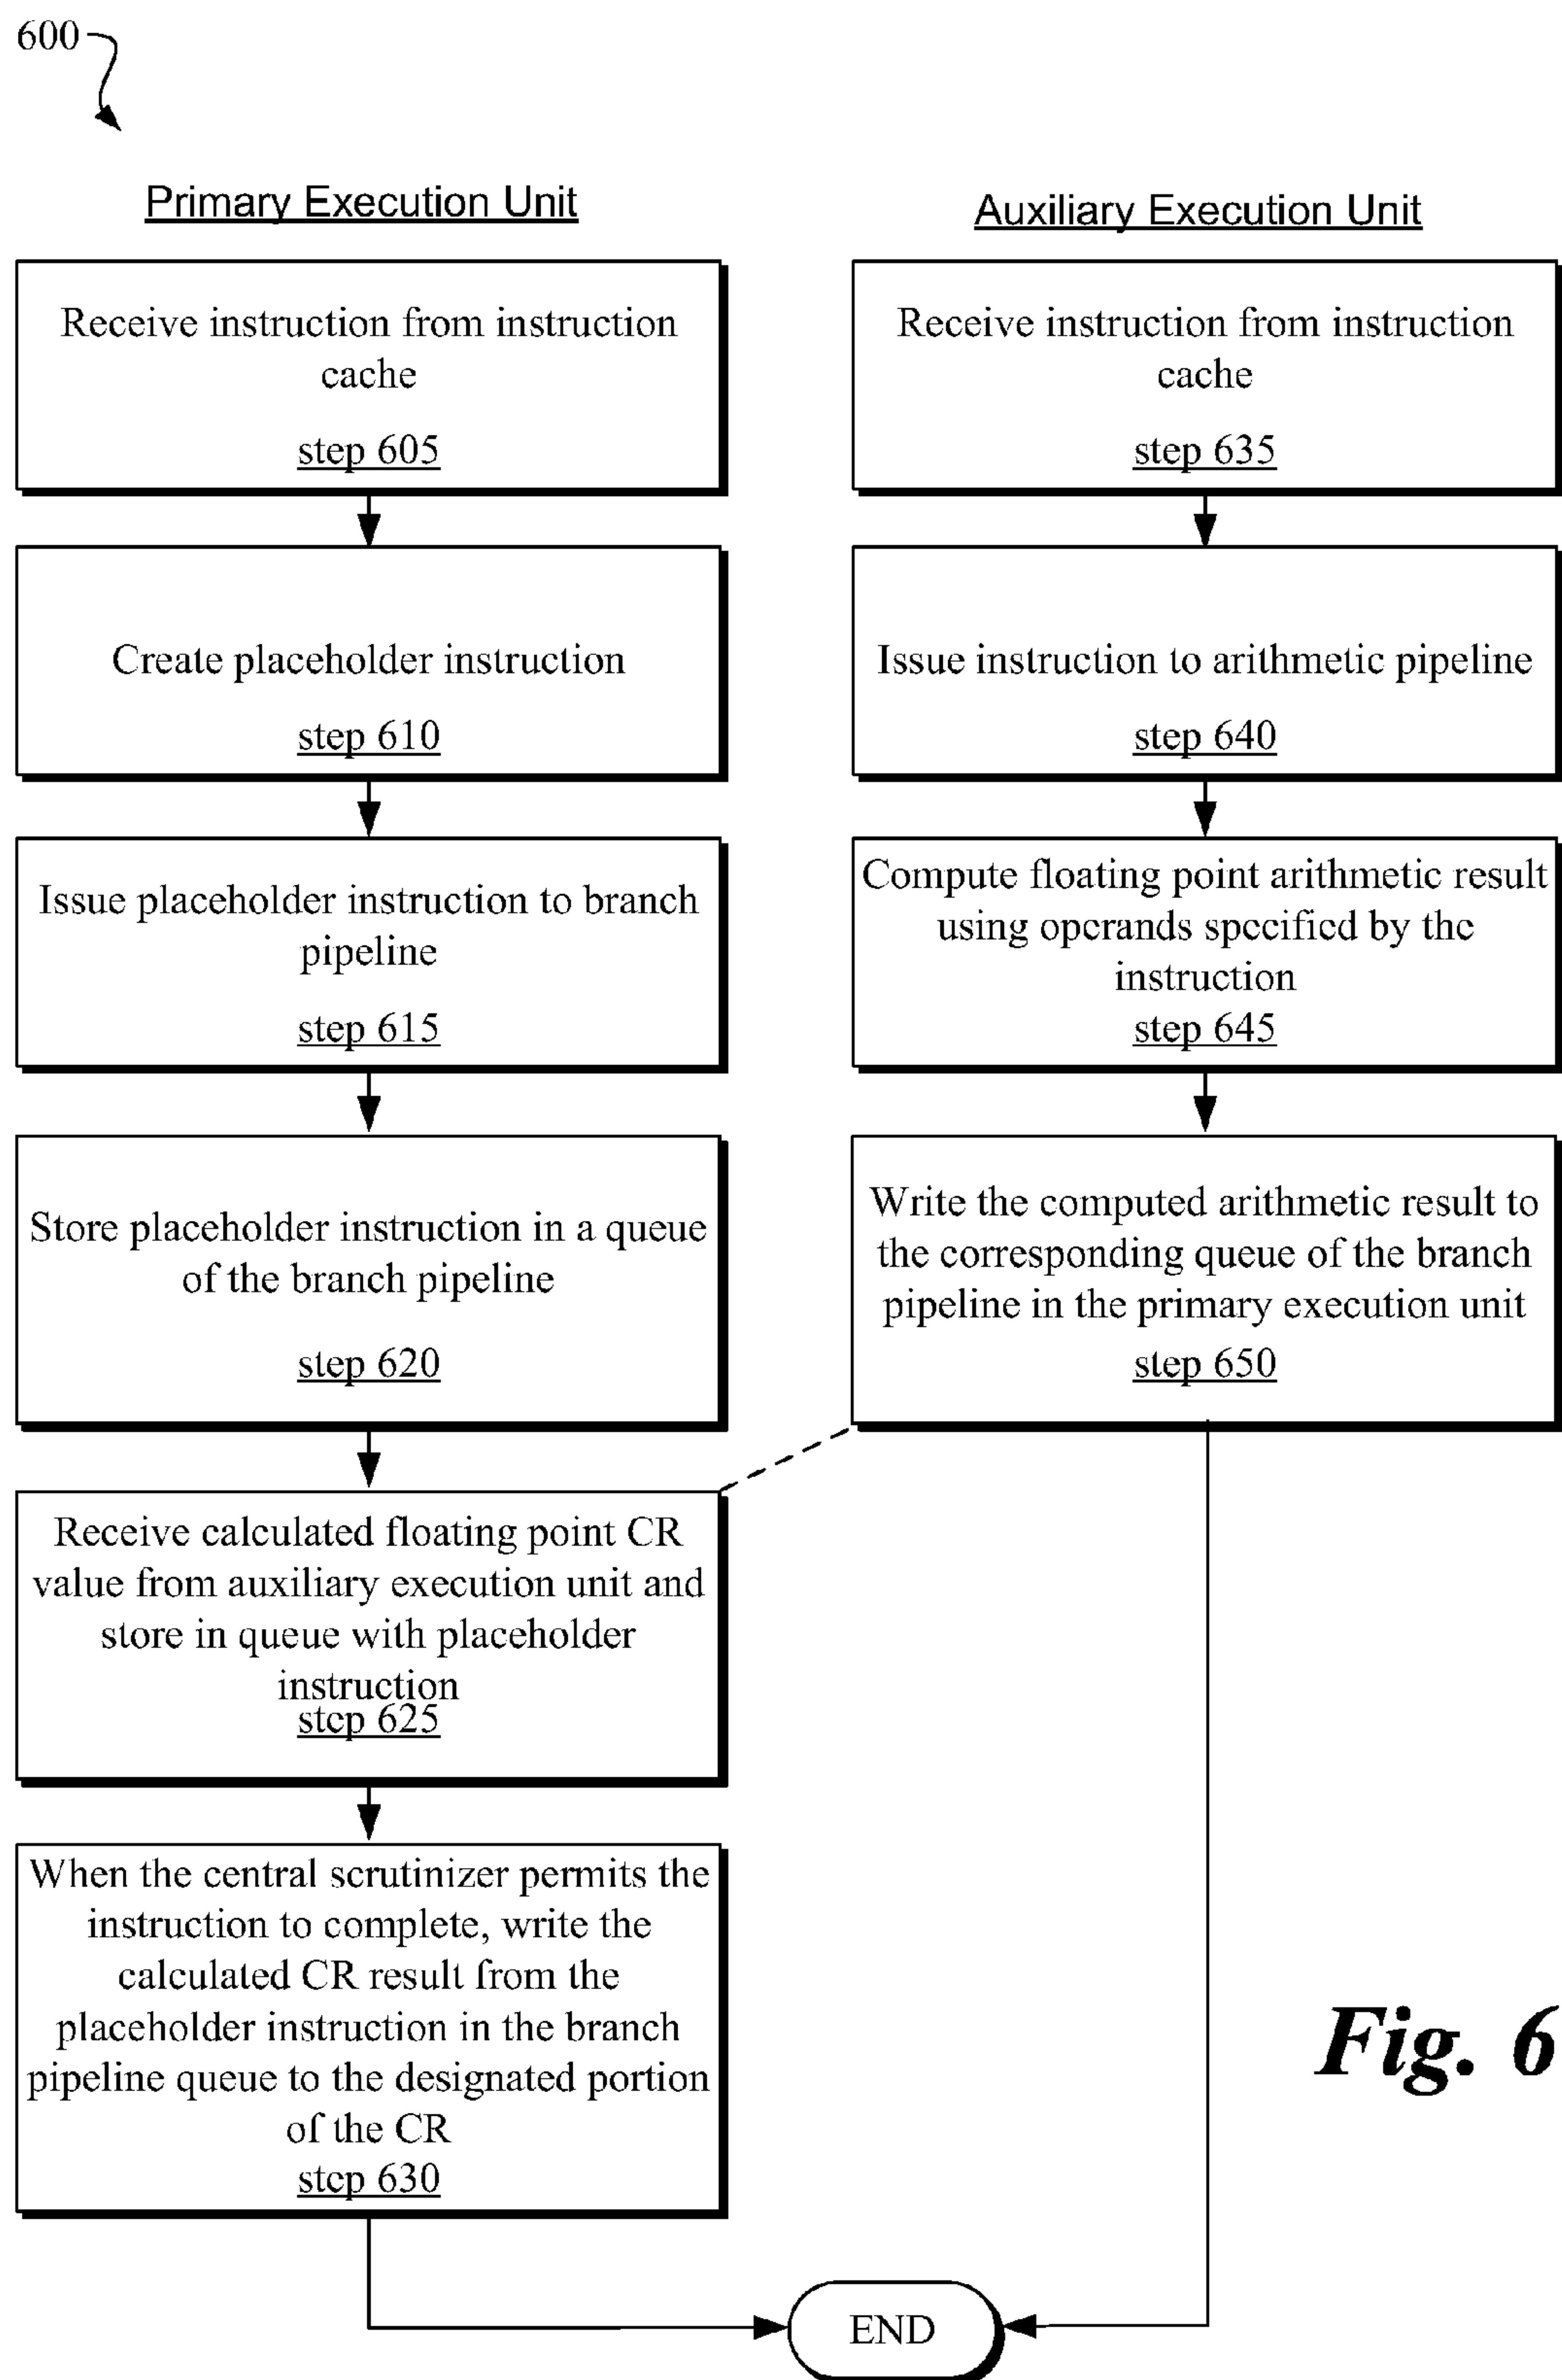 600
Primary Execution Unit
Receive instruction from instruction
cache
step 605
Create placeholder instruction
step 610
Issue placeholder instruction to branch
pipeline
step 615
Store placeholder instruction in a queue
of the branch pipeline
step 620
Receive calculated floating point CR
value from auxiliary execution unit and
store in queue with placeholder
instruction
step 625
When the central scrutinizer permits the
instruction to complete, write the
calculated CR result from the
placeholder instruction in the branch
pipeline queue to the designated portion
of the CR
step 630
Auxiliary Execution Unit
Receive instruction from instruction
cache
step 635
Issue instruction to arithmetic pipeline
step 640
Compute floating point arithmetic result
using operands specified by the
instruction
step 645
Write the computed arithmetic result to
the corresponding queue of the branch
pipeline in the primary execution unit
step 650
END
Fig. 6